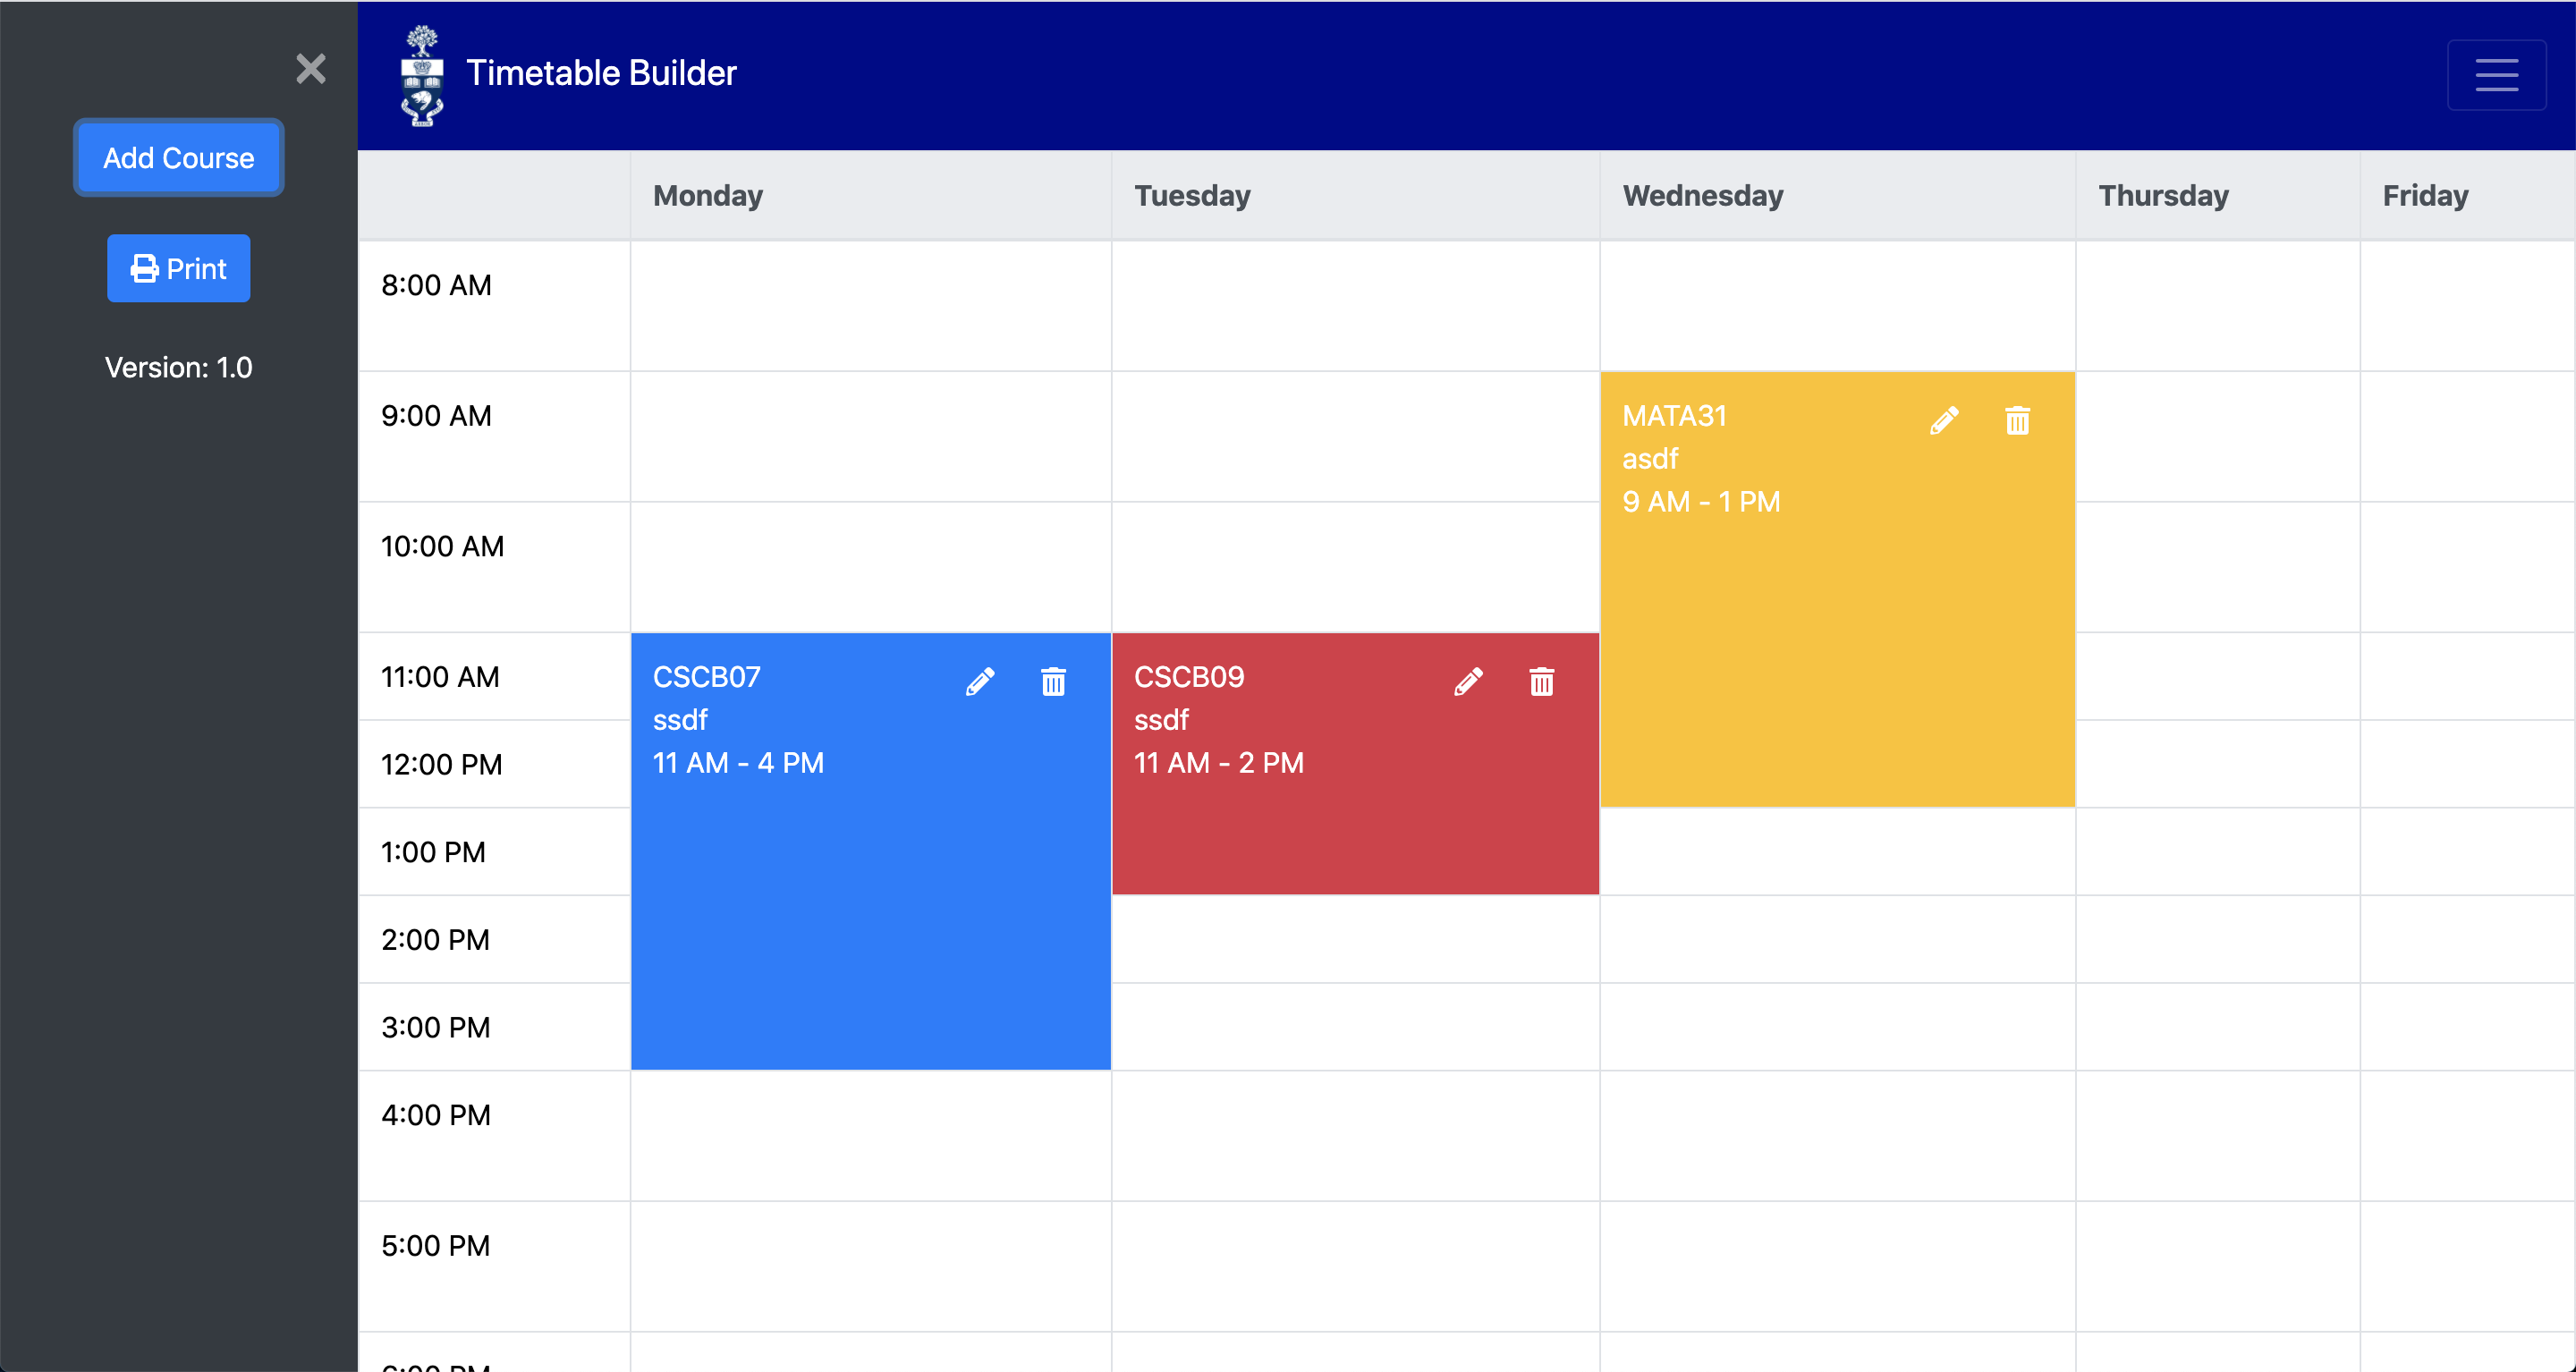 Timetable Builder
Add Course
Print
Version: 1.0
Monday Tuesday Wednesday Thursday Friday
8:00 AM
9:00 AM
MATA31
asdf
9 AM - 1 PM
10:00 AM
11:00 AM
CSCB07
ssdf
11 AM - 4 PM
CSCB09
ssdf
11 AM - 2 PM
12:00 PM
1:00 PM
2:00 PM
3:00 PM
4:00 PM
5:00 PM
6:00 PM